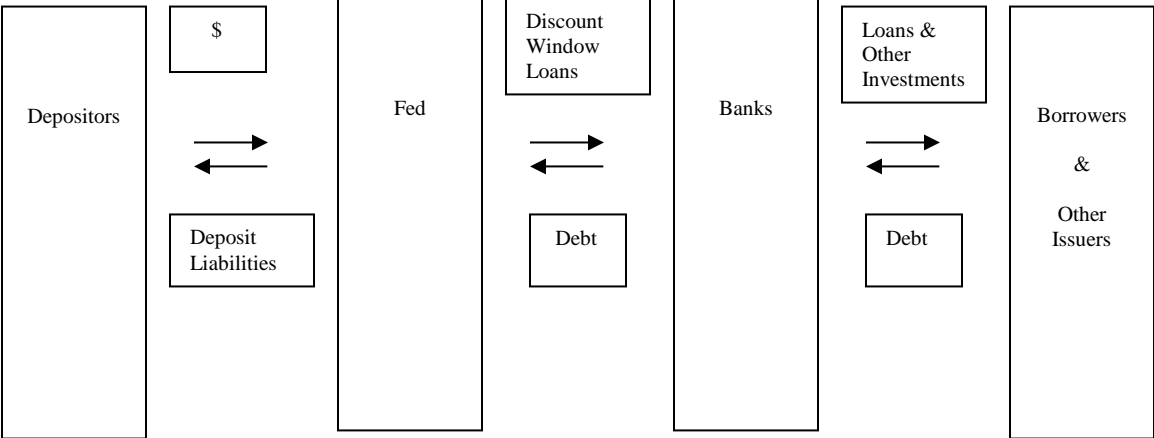 Depositors
$
Deposit
Liabilities
Fed
Discount
Window
Loans
Debt
Banks
Loans &
Other
Investments
Debt
Borrowers
&
Other
Issuers